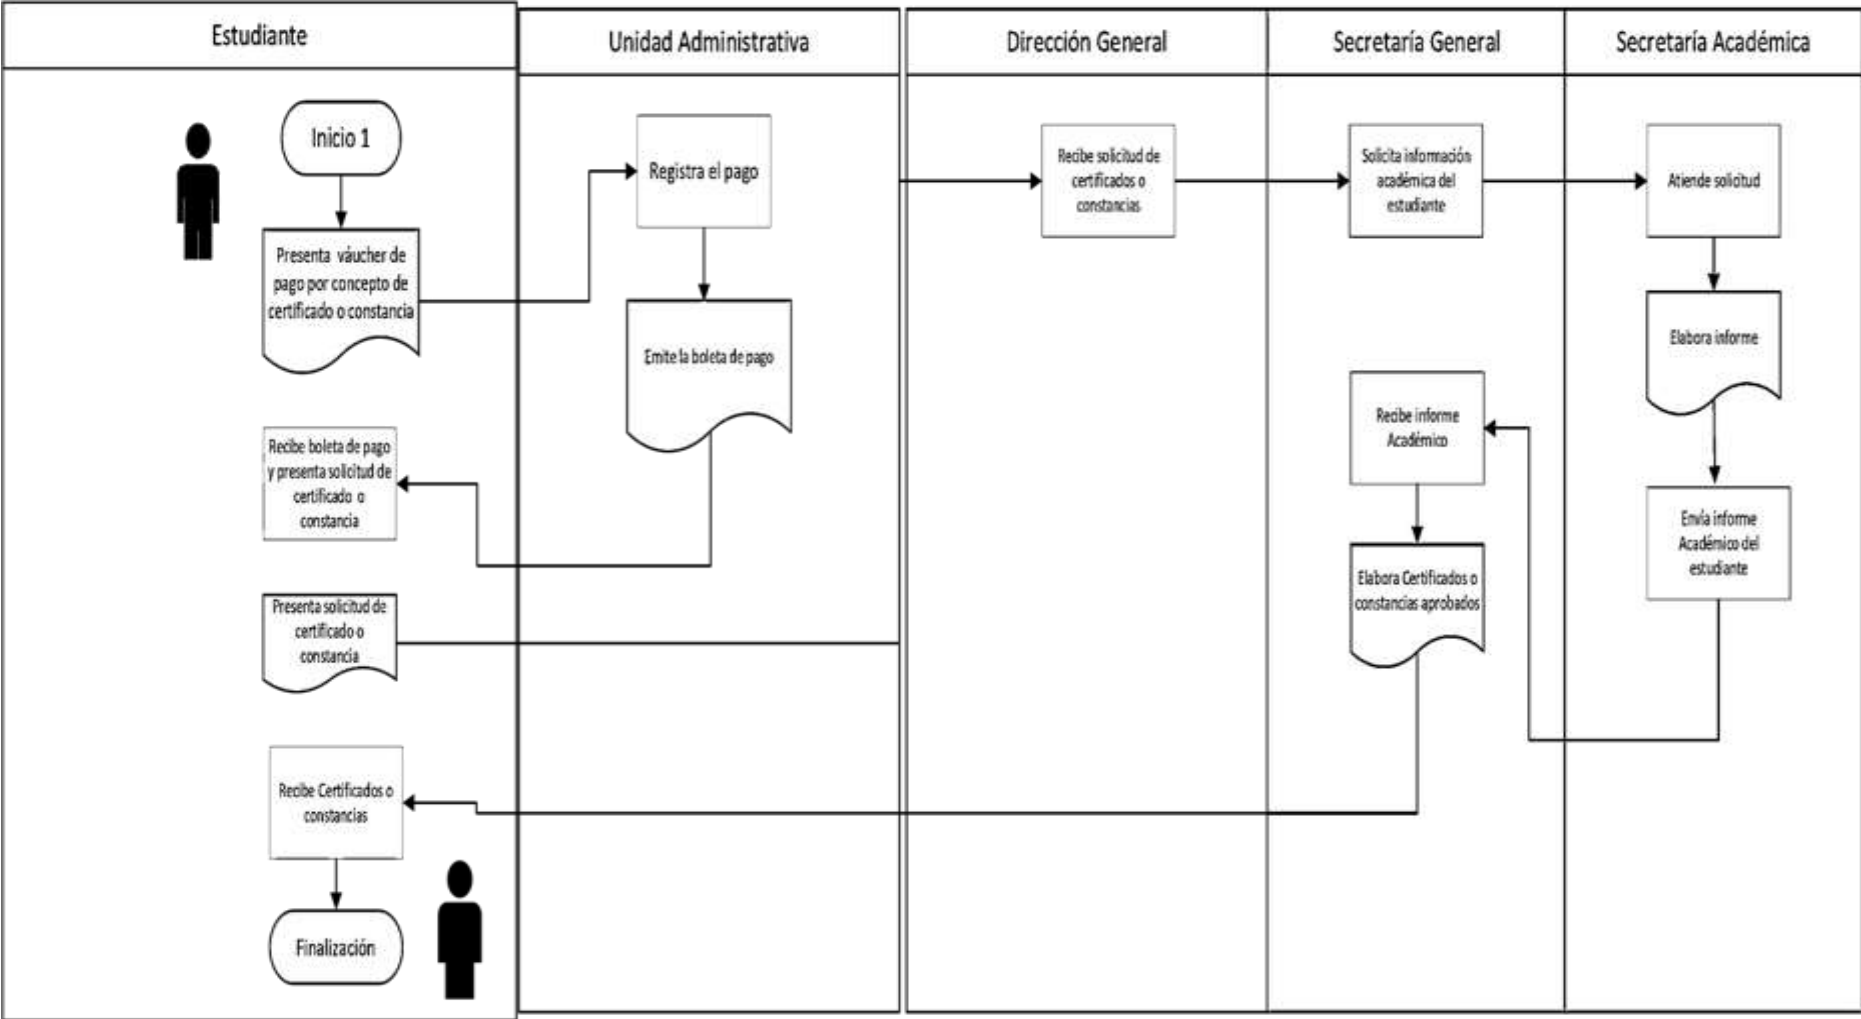 Estudiante
Unidad Administrativa
Dirección General
Secretaría General
Secretaría Académica
Inicio 1
Presenta váucher de
pago por concepto de
certificado o constancia
Recibe boleta de pago
y presenta solicitud de
certificado o
constancia
Presenta solicitud de
certificado o
constancia
Recibe Certificados o
constancias
Finalización
Registra el pago
Emite la boleta de pago
Recibe solicitud de
certificados o
constancias
Solicita información
académica del
estudiante
Recibe informe
Académico
Elabora Certificados o
constancias aprobados
Atiende solicitud
Elabora informe
Envía informe
Académico del
estudiante